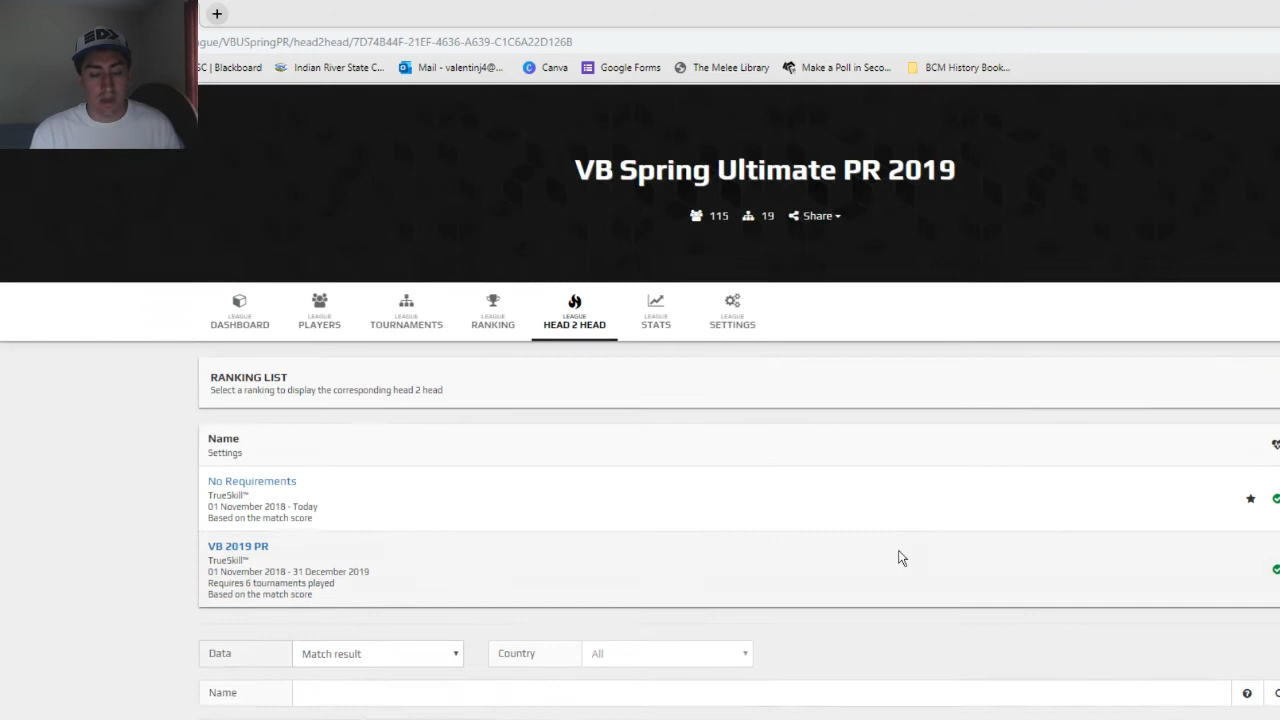 +
gue/VBUSpringPR/head2head/7D74B44F-21EF-4636-A639-C1C6A22D126B
SC | Blackboard Indian River State C... Mail - valentinj4@... Canva Google Forms The Melee Library Make a Poll in Seco... BCM History Book...
VB Spring Ultimate PR 2019
115 19 Share
LEAGUE LEAGUE LEAGUE LEAGUE LEAGUE LEAGUE LEAGUE
DASHBOARD PLAYERS TOURNAMENTS RANKING HEAD 2 HEAD STATS SETTINGS
RANKING LIST
Select a ranking to display the corresponding head 2 head
Name
Settings
No Requirements
TrueSkill™
01 November 2018 - Today
Based on the match score
VB 2019 PR
TrueSkill™
01 November 2018 - 31 December 2019
Requires 6 tournaments played
Based on the match score
Data Match result Country All
Name